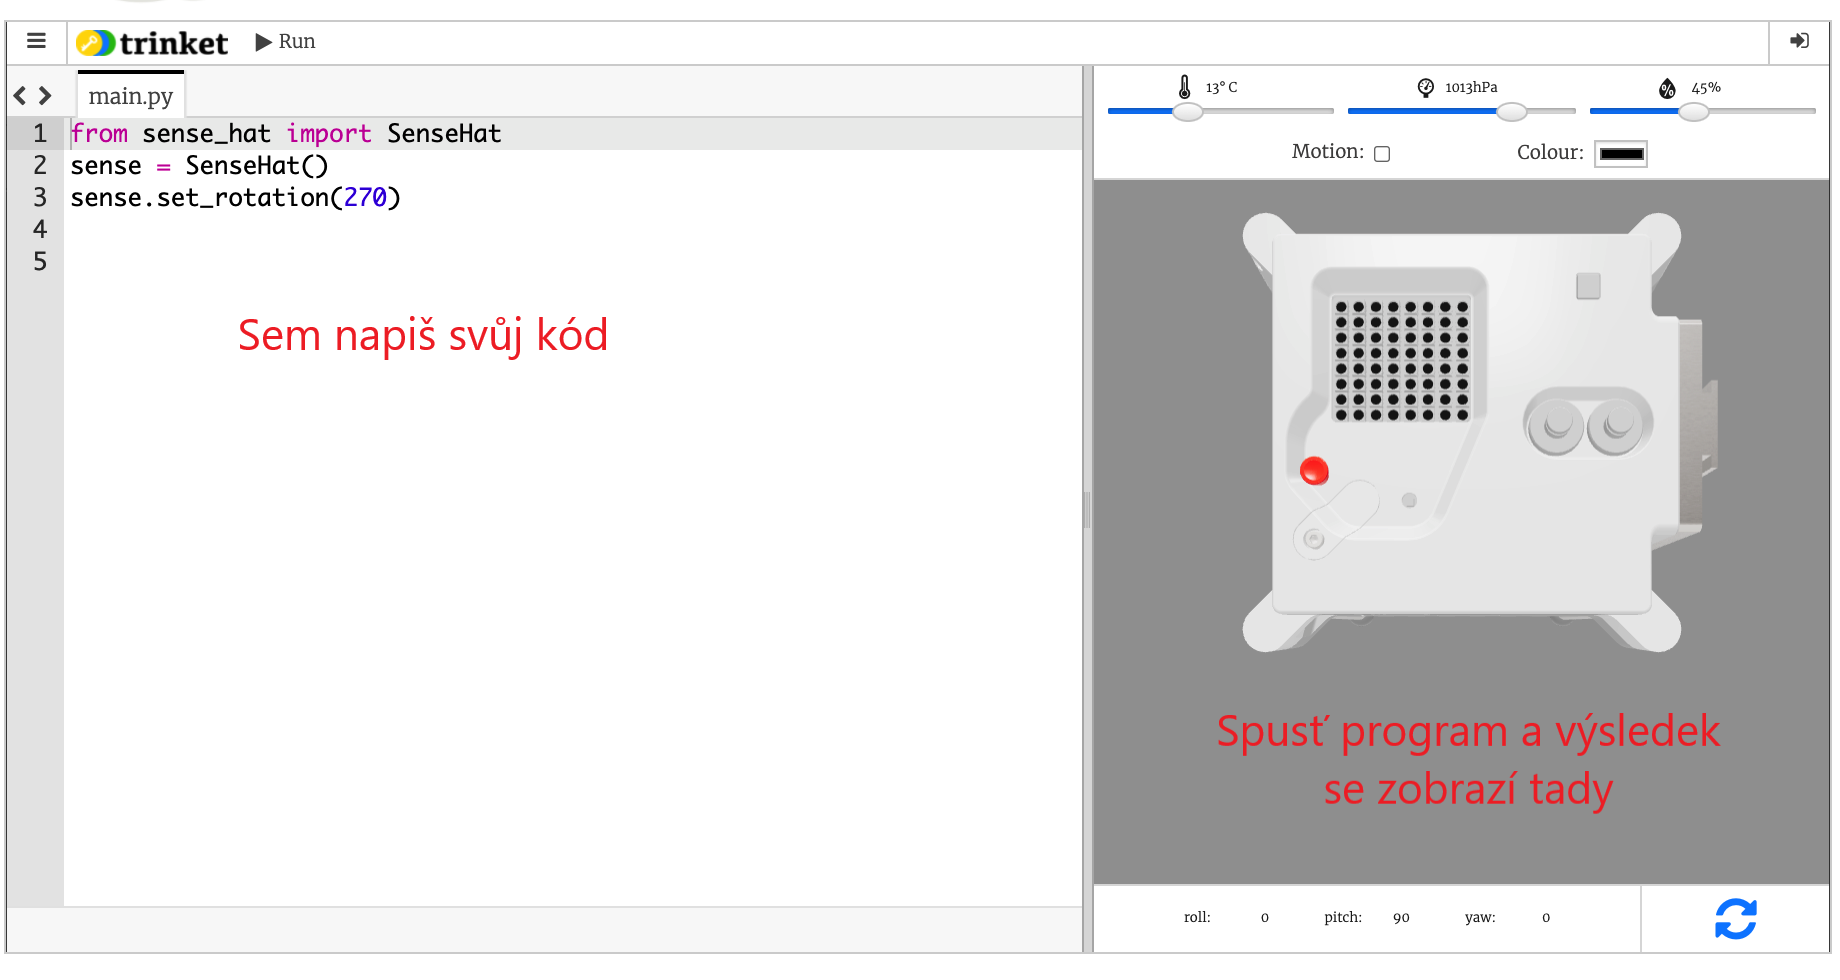 trinket Run
main.py
1 from sense_hat import SenseHat
2 sense = SenseHat()
3 sense.set_rotation(270)
4
5
Sem napiš svůj kód
13° C 1013hPa 45%
Motion: Colour:
Spusť program a výsledek
se zobrazí tady
roll: 0 pitch: 90 yaw: 0